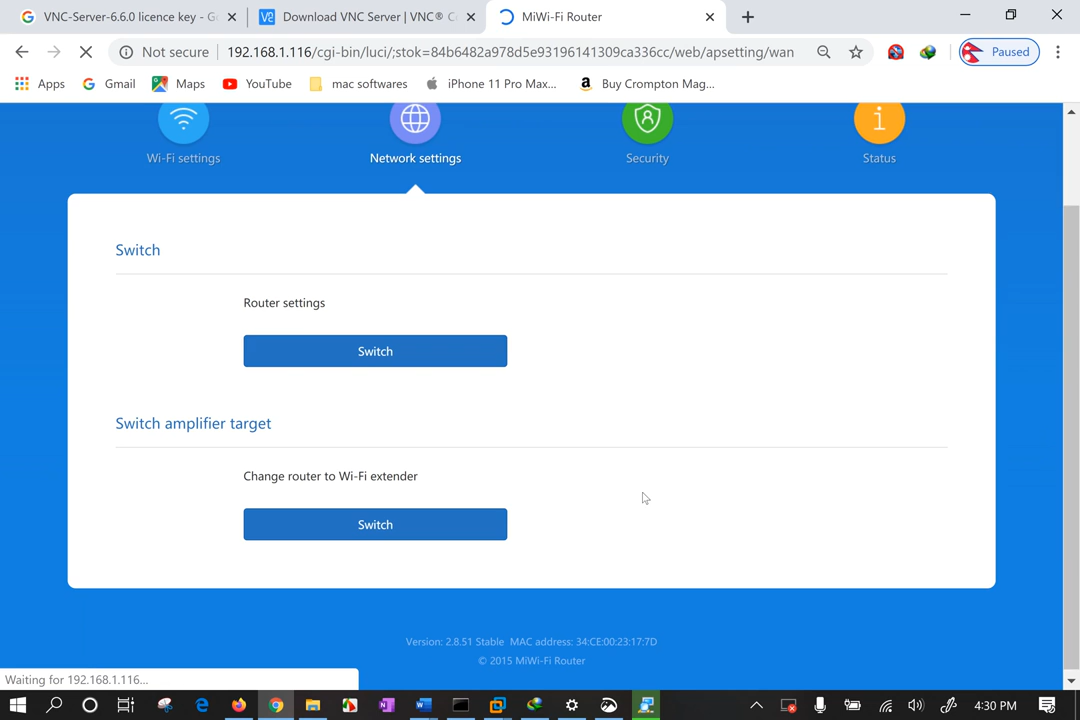 VNC-Server-6.6.0 licence key - Go
Download VNC Server | VNC® C
MiWi-Fi Router
Not secure
192.168.1.116/cgi-bin/luci/;stok=84b6482a978d5e93196141309ca336cc/web/apsetting/wan
Paused
Apps
Gmail
Maps
YouTube
mac softwares
iPhone 11 Pro Max...
Buy Crompton Mag...
Wi-Fi settings
Network settings
Security
Status
Switch
Router settings
Switch
Switch amplifier target
Change router to Wi-Fi extender
Switch
Version: 2.8.51 Stable MAC address: 34:CE:00:23:17:7D
© 2015 MiWi-Fi Router
Waiting for 192.168.1.116...
4:30 PM